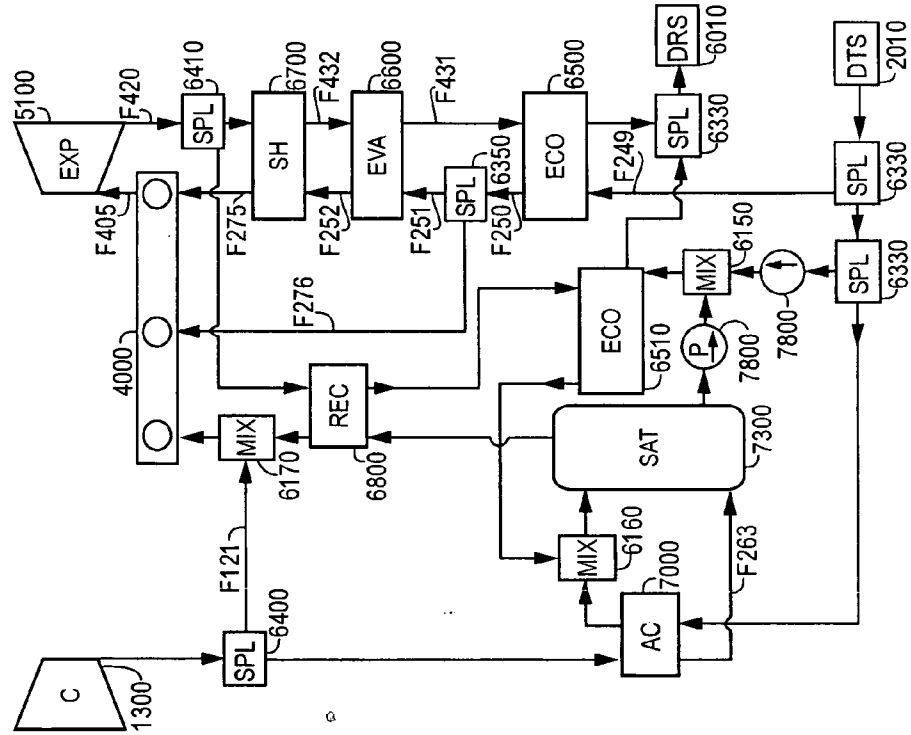 5100
EXP
F420
F405
4000
SPL
6410
SH
6700
F432
F275
EVA
6600
F252
F431
F251
SPL
6350
F250
ECO
6500
F249
SPL
6330
DRS
6010
DTS
2010
SPL
6330
SPL
6330
F276
MIX
6170
REC
6800
ECO
6510
MIX
6150
P
7800
7800
SAT
7300
MIX
6160
F263
AC
7000
F121
SPL
6400
C
1300